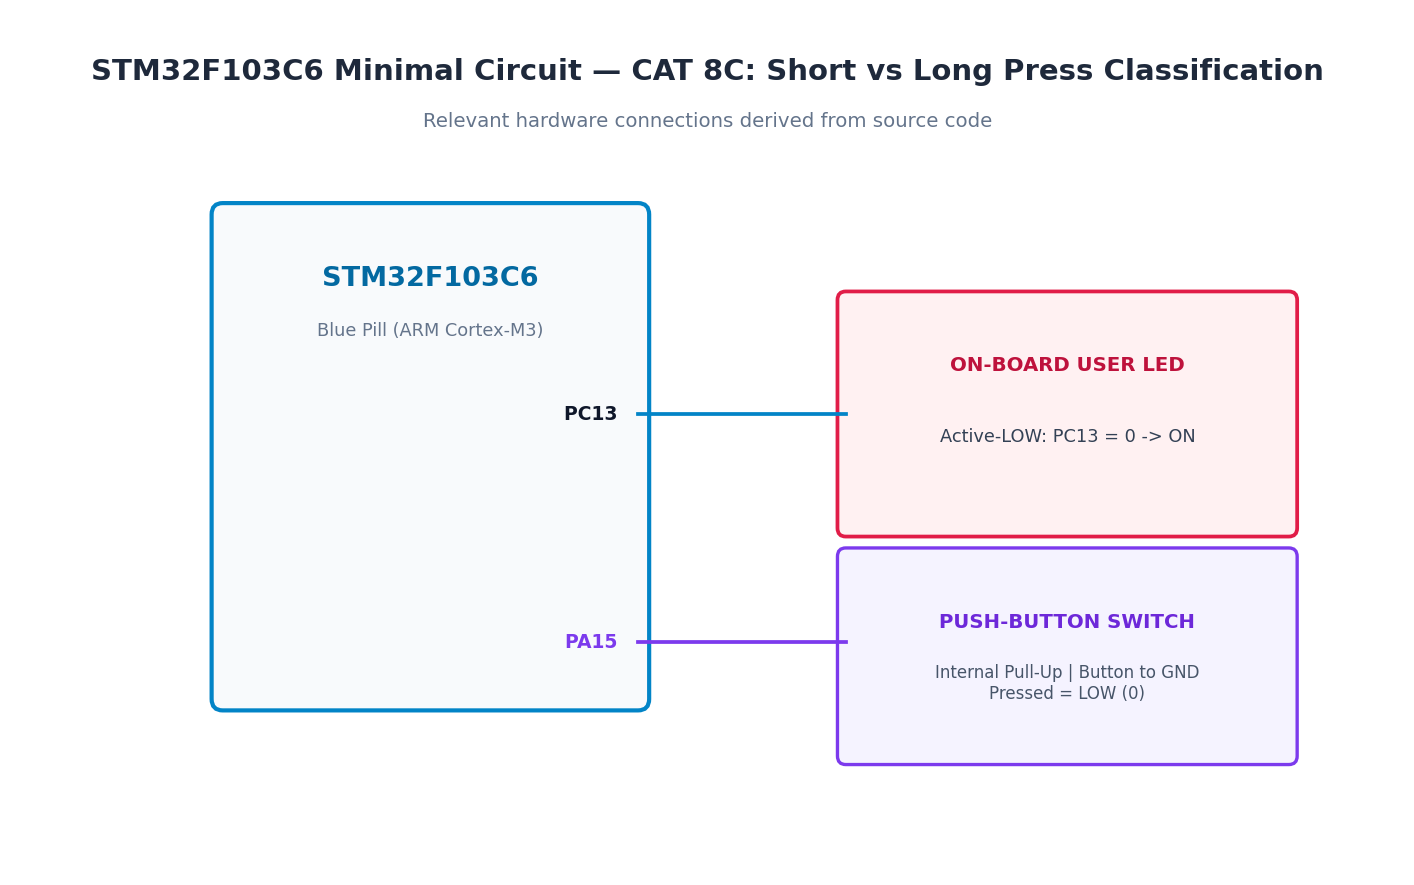 STM32F103C6 Minimal Circuit — CAT 8C: Short vs Long Press Classification
Relevant hardware connections derived from source code
STM32F103C6
Blue Pill (ARM Cortex-M3)
PC13
PA15
ON-BOARD USER LED
Active-LOW: PC13 = 0 -> ON
PUSH-BUTTON SWITCH
Internal Pull-Up | Button to GND
Pressed = LOW (0)